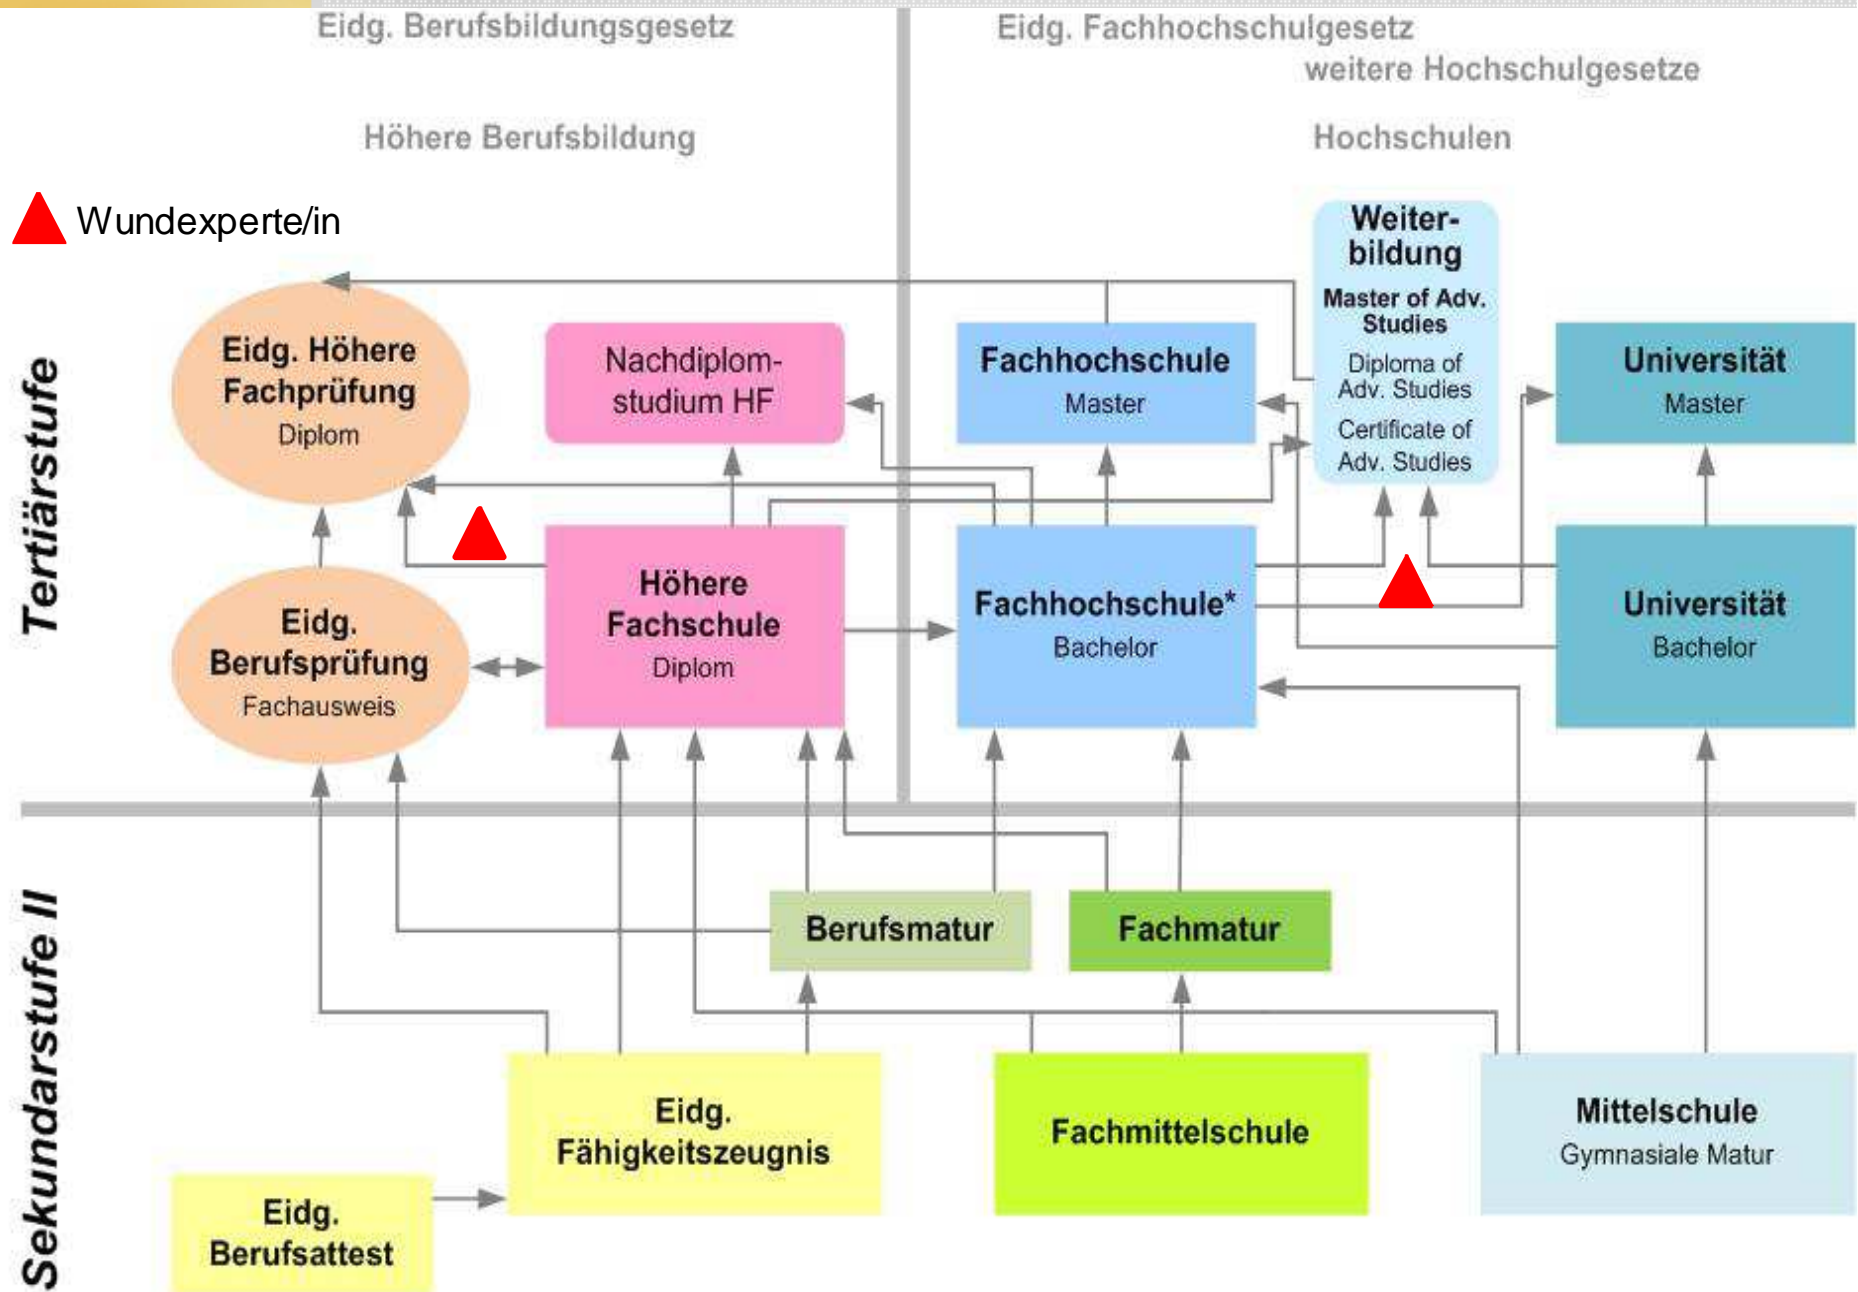 Eidg. Berufsbildungsgesetz
Eidg. Fachhochschulgesetz
weitere Hochschulgesetze
Höhere Berufsbildung
Hochschulen
Wundexperte/in
Tertiärstufe
Eidg. Höhere
Fachprüfung
Diplom
Nachdiplom-
studium HF
Fachhochschule
Master
Weiter-
bildung
Master of Adv.
Studies
Diploma of
Adv. Studies
Certificate of
Adv. Studies
Universität
Master
Eidg.
Berufsprüfung
Fachausweis
Höhere
Fachschule
Diplom
Fachhochschule*
Bachelor
Universität
Bachelor
Sekundarstufe II
Berufsmatur
Fachmatur
Eidg.
Fähigkeitszeugnis
Fachmittelschule
Mittelschule
Gymnasiale Matur
Eidg.
Berufsattest